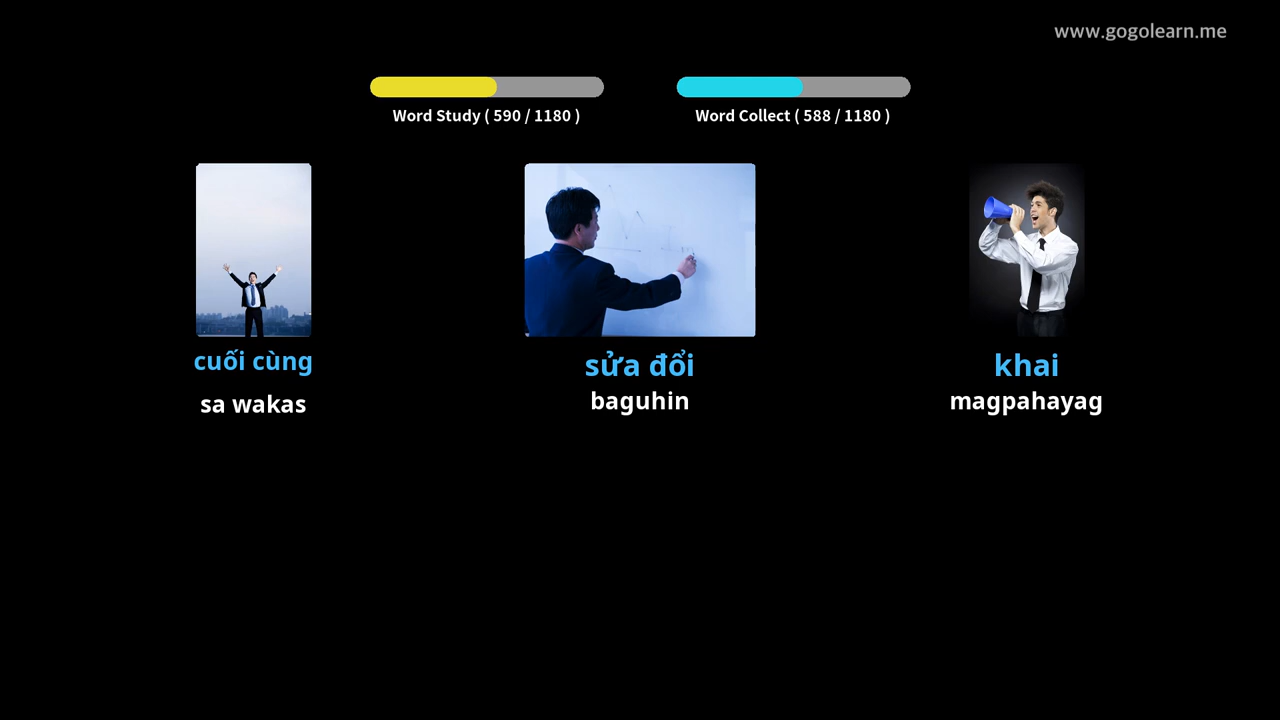 www.gogolearn.me
Word Study ( 590 / 1180 )
Word Collect ( 588 / 1180 )
cuối cùng
sa wakas
sửa đổi
baguhin
khai
magpahayag